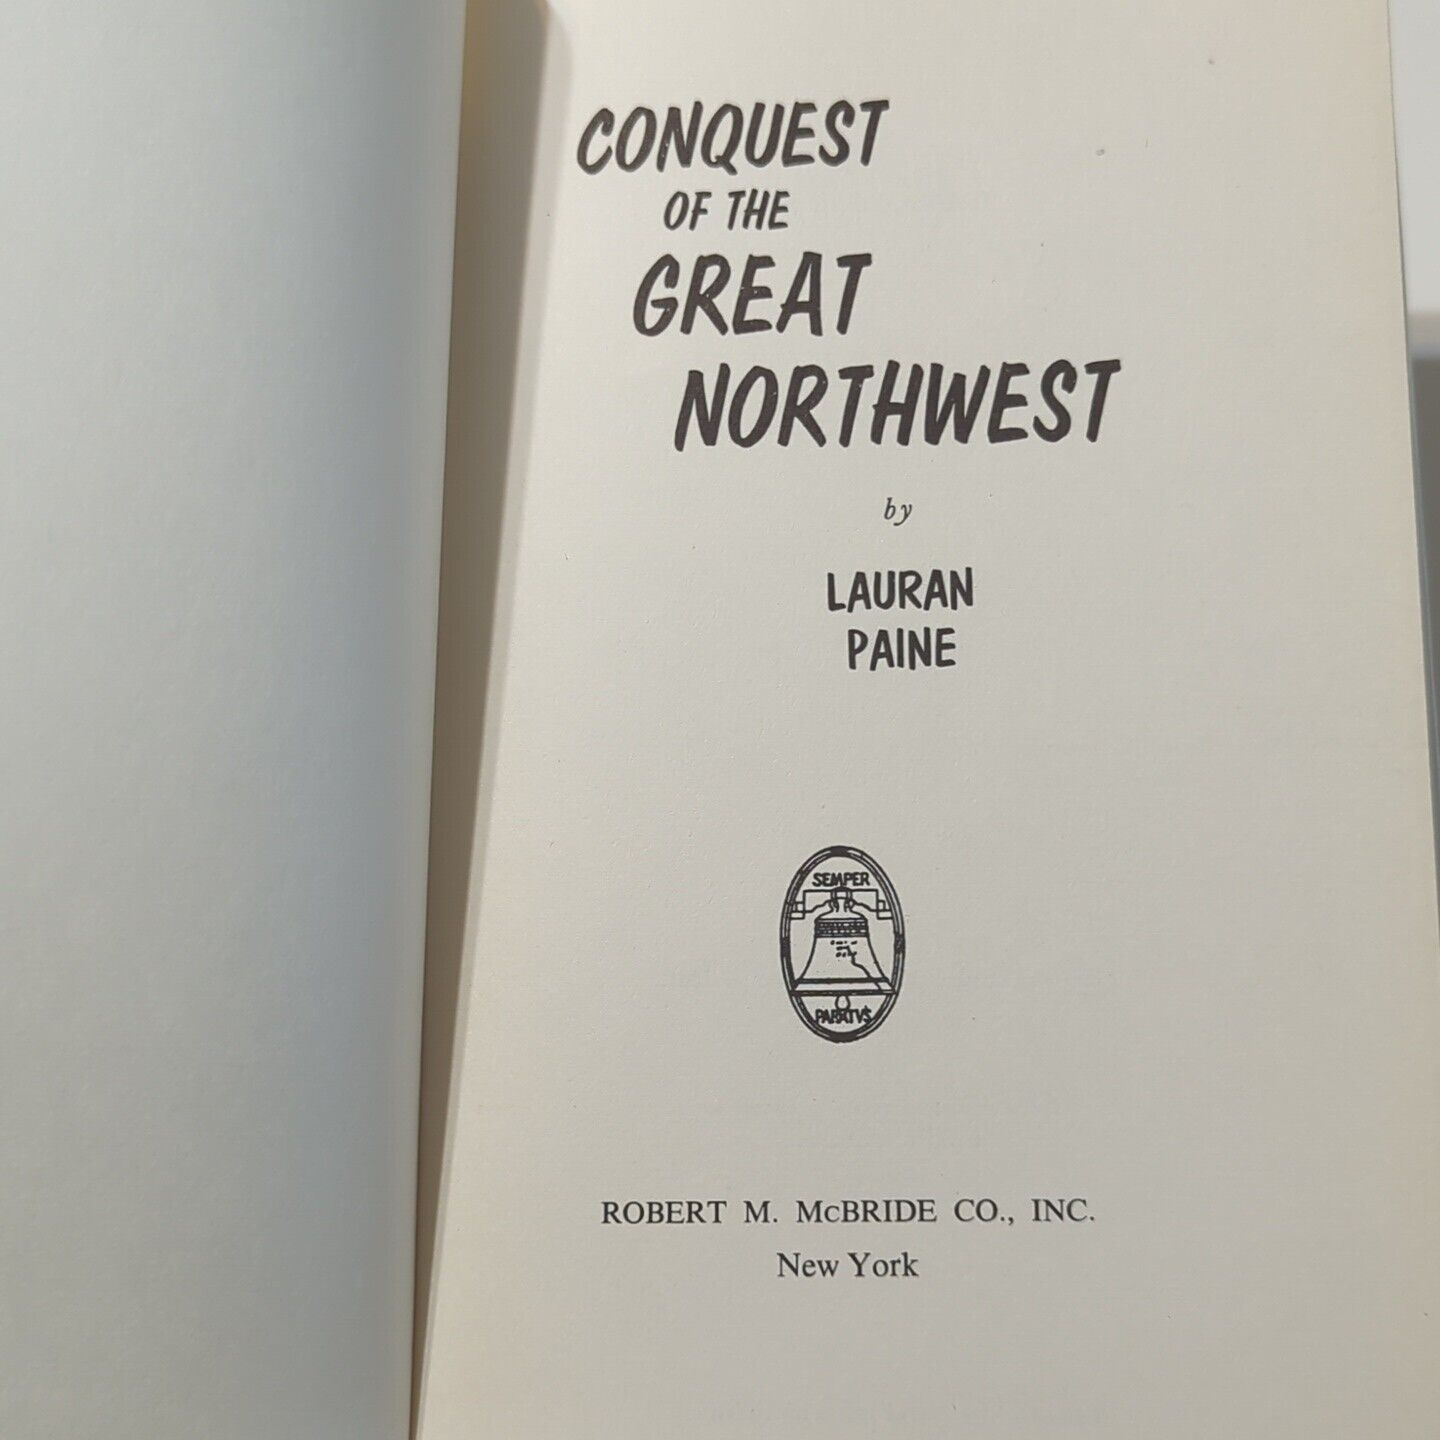 CONQUEST
OF THE
GREAT
NORTHWEST
by
LAURAN
PAINE
SEMPER
PARATVS
ROBERT M. McBRIDE CO., INC.
New York